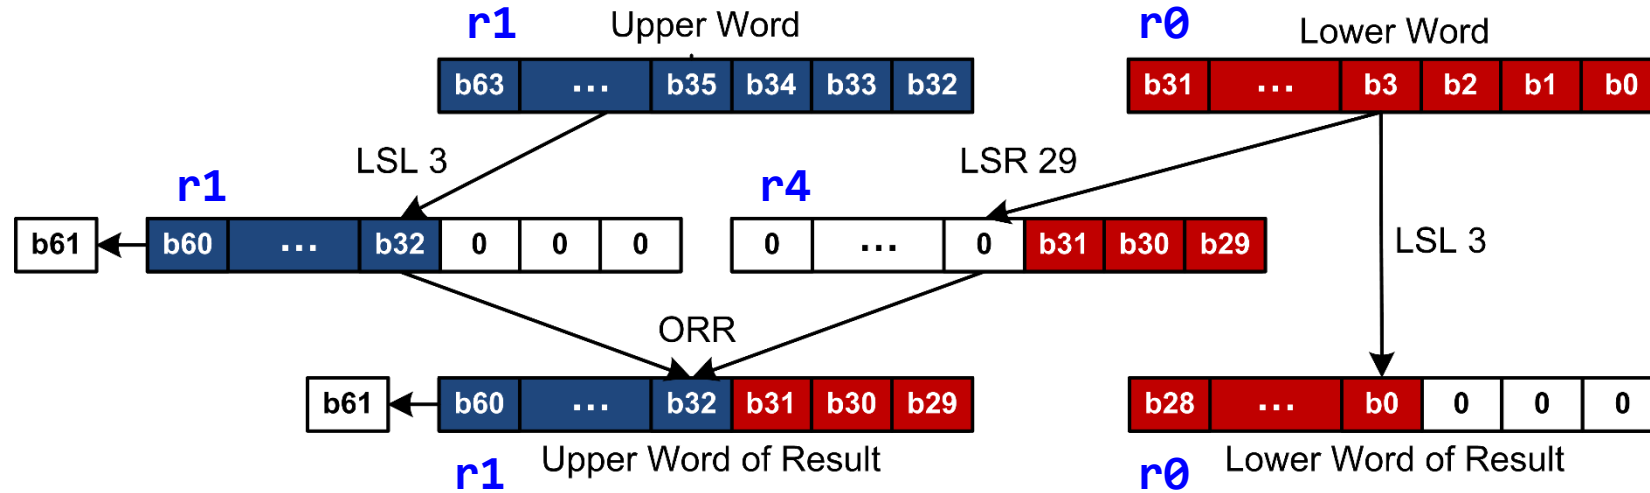 r1 Upper Word r0 Lower Word
b63 ... b35 b34 b33 b32 b31 ... b3 b2 b1 b0
LSL 3 LSR 29
r1 r4
b61 b60 ... b32 0 0 0 0 ... 0 b31 b30 b29 LSL 3
ORR
b61 b60 ... b32 b31 b30 b29 b28 ... b0 0 0 0
r1 Upper Word of Result r0 Lower Word of Result